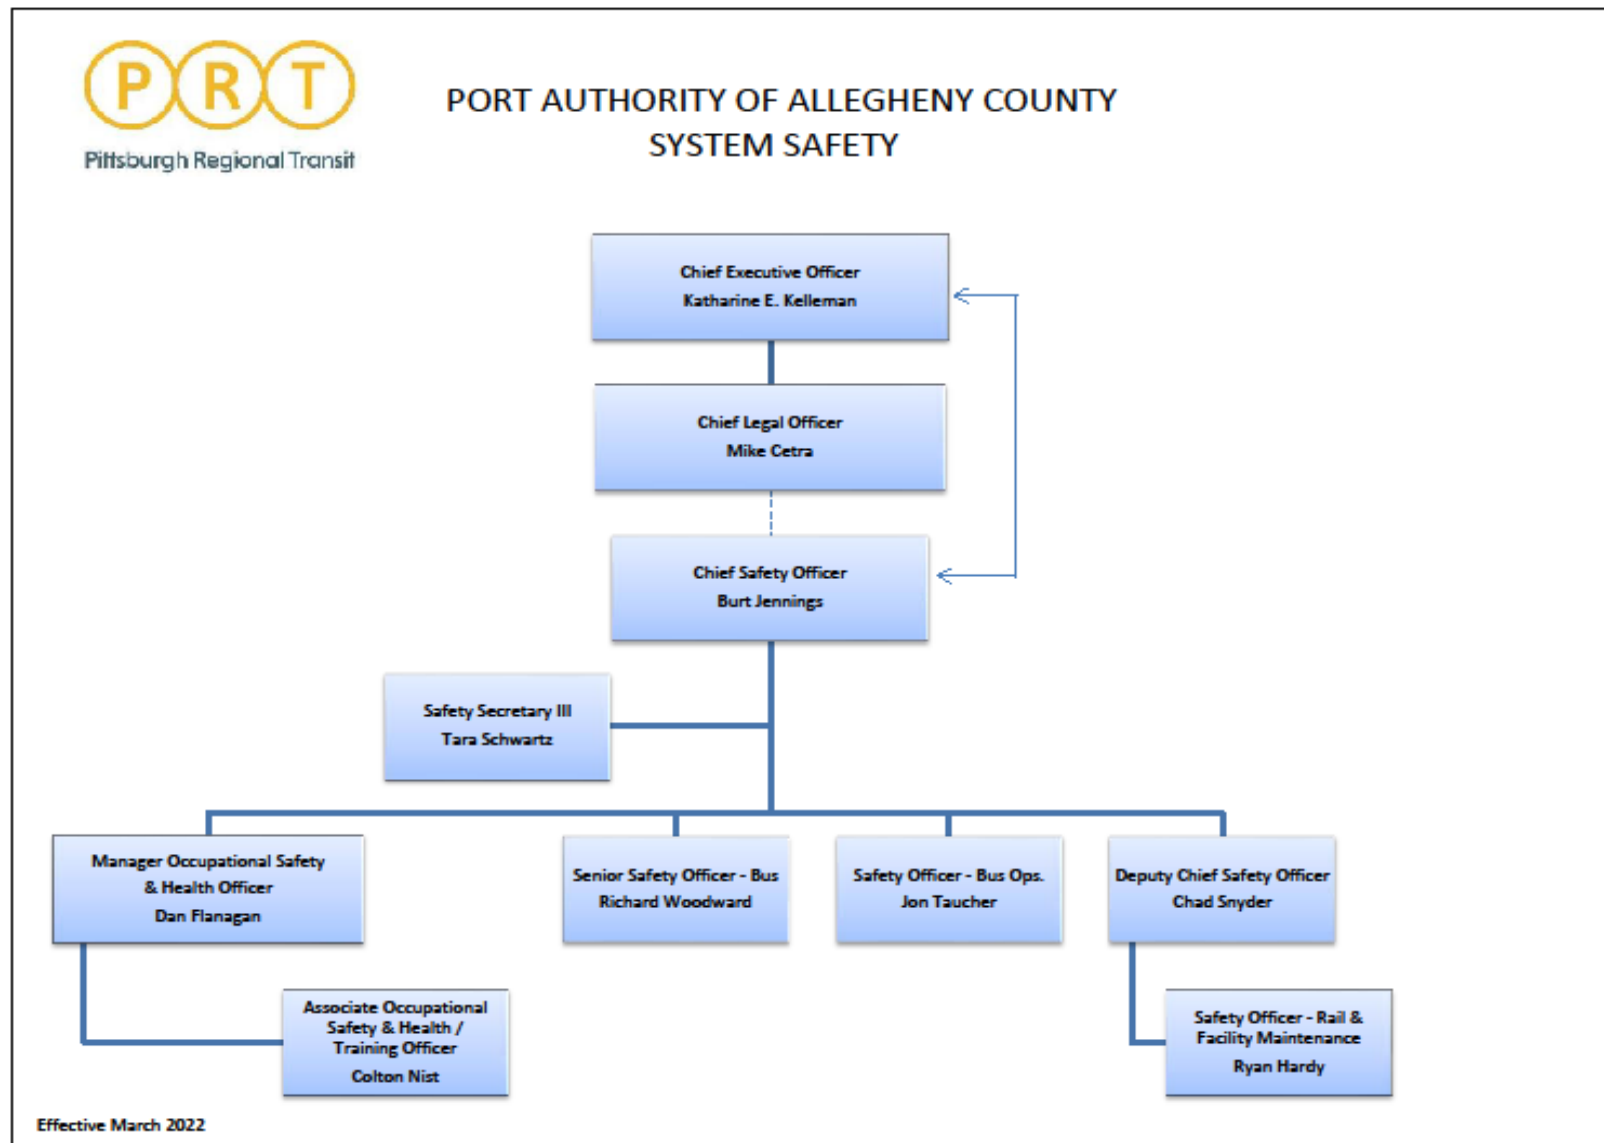 PRT
Pittsburgh Regional Transit
PORT AUTHORITY OF ALLEGHENY COUNTY
SYSTEM SAFETY
Chief Executive Officer
Katharine E. Kelleman
Chief Legal Officer
Mike Cetra
Chief Safety Officer
Burt Jennings
Safety Secretary III
Tara Schwartz
Manager Occupational Safety
& Health Officer
Dan Flanagan
Senior Safety Officer - Bus
Richard Woodward
Safety Officer - Bus Ops.
Jon Taucher
Deputy Chief Safety Officer
Chad Snyder
Associate Occupational
Safety & Health /
Training Officer
Colton Nist
Safety Officer - Rail &
Facility Maintenance
Ryan Hardy
Effective March 2022